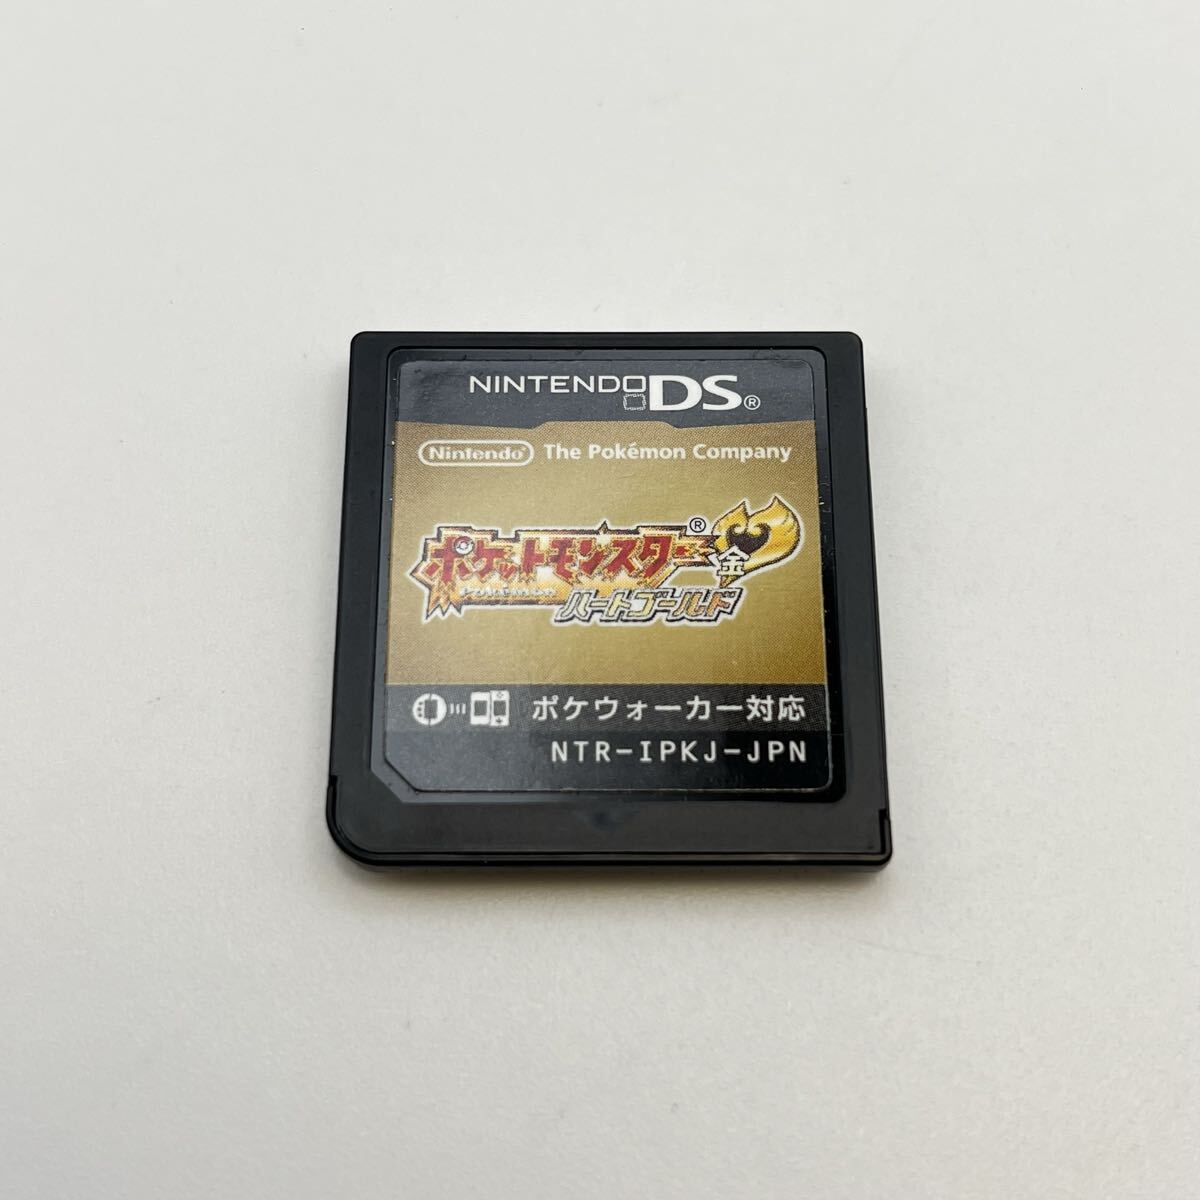 NINTENDO DS®
Nintendo® The Pokémon Company
ポケットモンスター®
金
ハートゴールド
ポケウォーカー対応
NTR-IPKJ-JPN